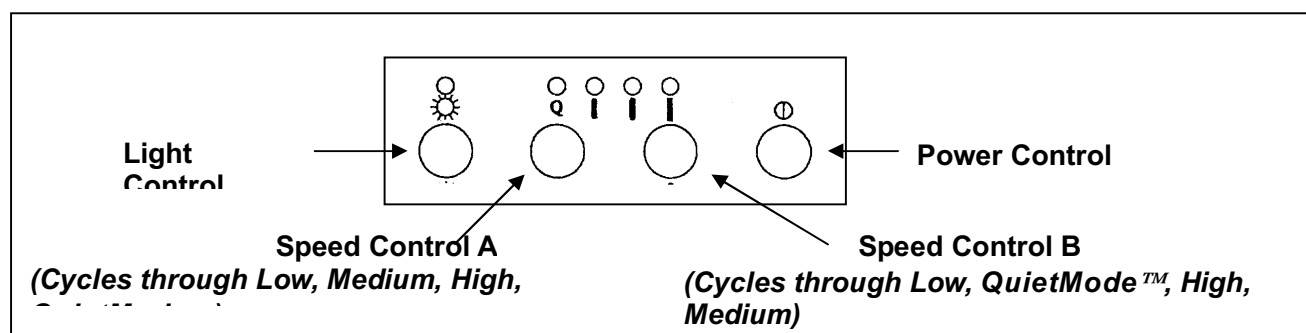 Q
Light
Control
Power Control
Speed Control A
(Cycles through Low, Medium, High,
Speed Control B
(Cycles through Low, QuietMode™, High,
Medium)